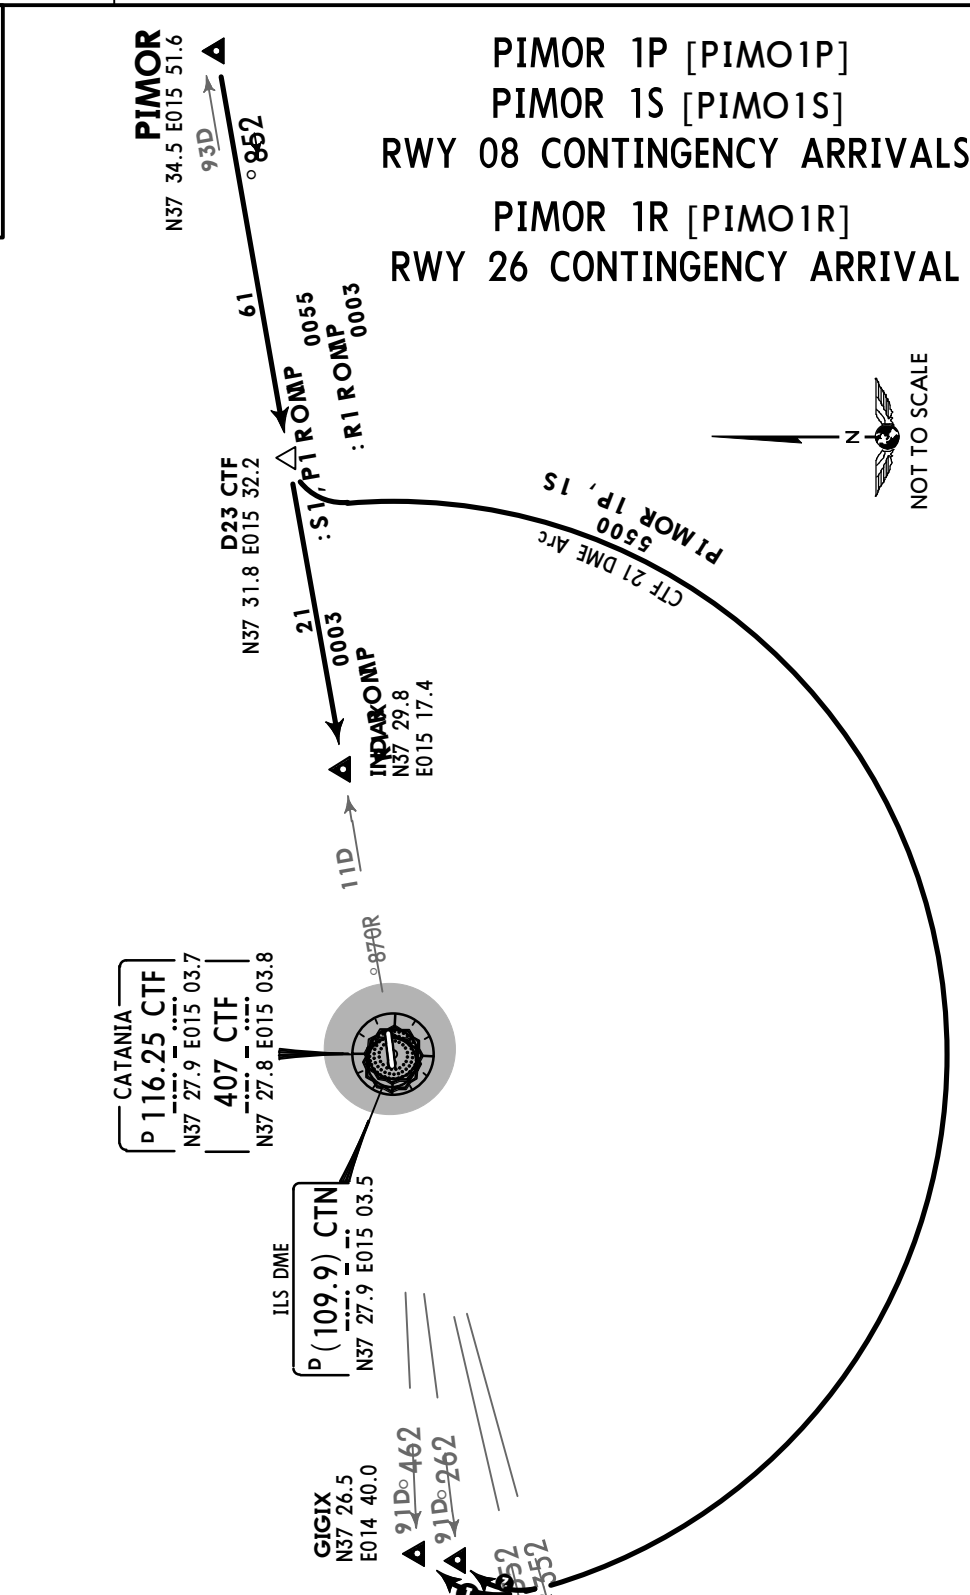 PIMOR 1P [PIMO1P]
PIMOR 1S [PIMO1S]
RWY 08 CONTINGENCY ARRIVALS
PIMOR 1R [PIMO1R]
RWY 26 CONTINGENCY ARRIVAL
PIMOR
N37 34.5 E015 51.6
93D
61
0055
0003
D23 CTF
N37 31.8 E015 32.2
21
0003
N37 29.8
E015 17.4
NOT TO SCALE
N
PIMOR 1P, 1S
5500
CTF 21 DME Arc
11D
°870R
CATANIA
D 116.25 CTF
N37 27.9 E015 03.7
407 CTF
N37 27.8 E015 03.8
ILS DME
D (109.9) CTN
N37 27.9 E015 03.5
GIGIX
N37 26.5
E014 40.0
91D
°462
91D
°262